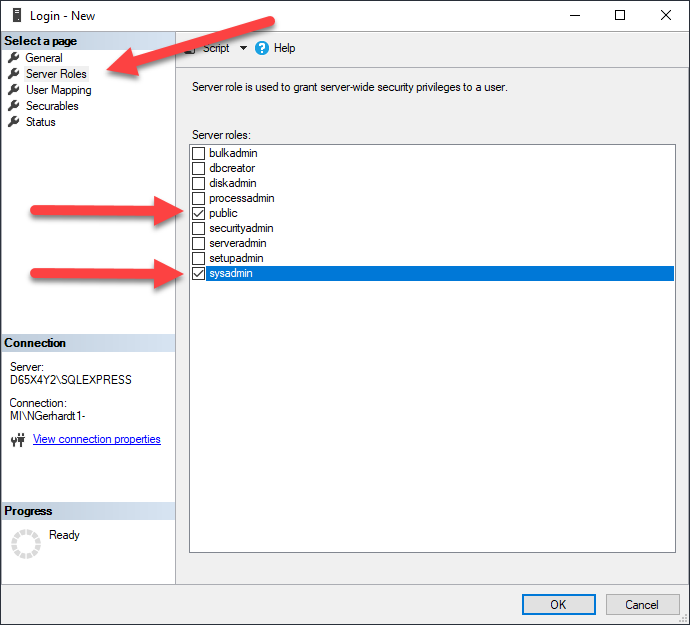 Login - New
Select a page
General
Server Roles
User Mapping
Securables
Status
Script
Help
Server role is used to grant server-wide security privileges to a user.
Server roles:
bulkadmin
dbcreator
diskadmin
processadmin
public
securityadmin
serveradmin
setupadmin
sysadmin
Connection
Server:
D65X4Y2\SQLEXPRESS
Connection:
MI\NGerhardt1-
View connection properties
Progress
Ready
OK
Cancel